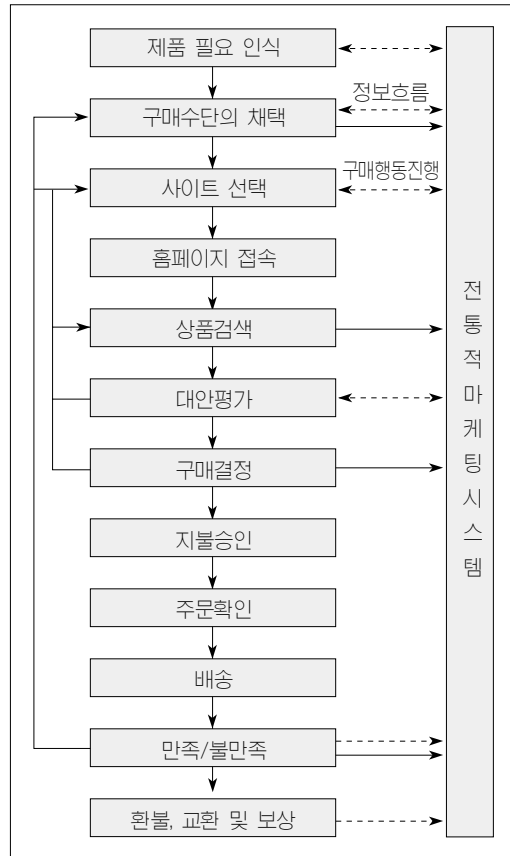 제품 필요 인식
정보흐름
구매수단의 채택
구매행동진행
사이트 선택
홈페이지 접속
상품검색
대안평가
구매결정
지불승인
주문확인
배송
만족/불만족
환불, 교환 및 보상
전통적마케팅시스템